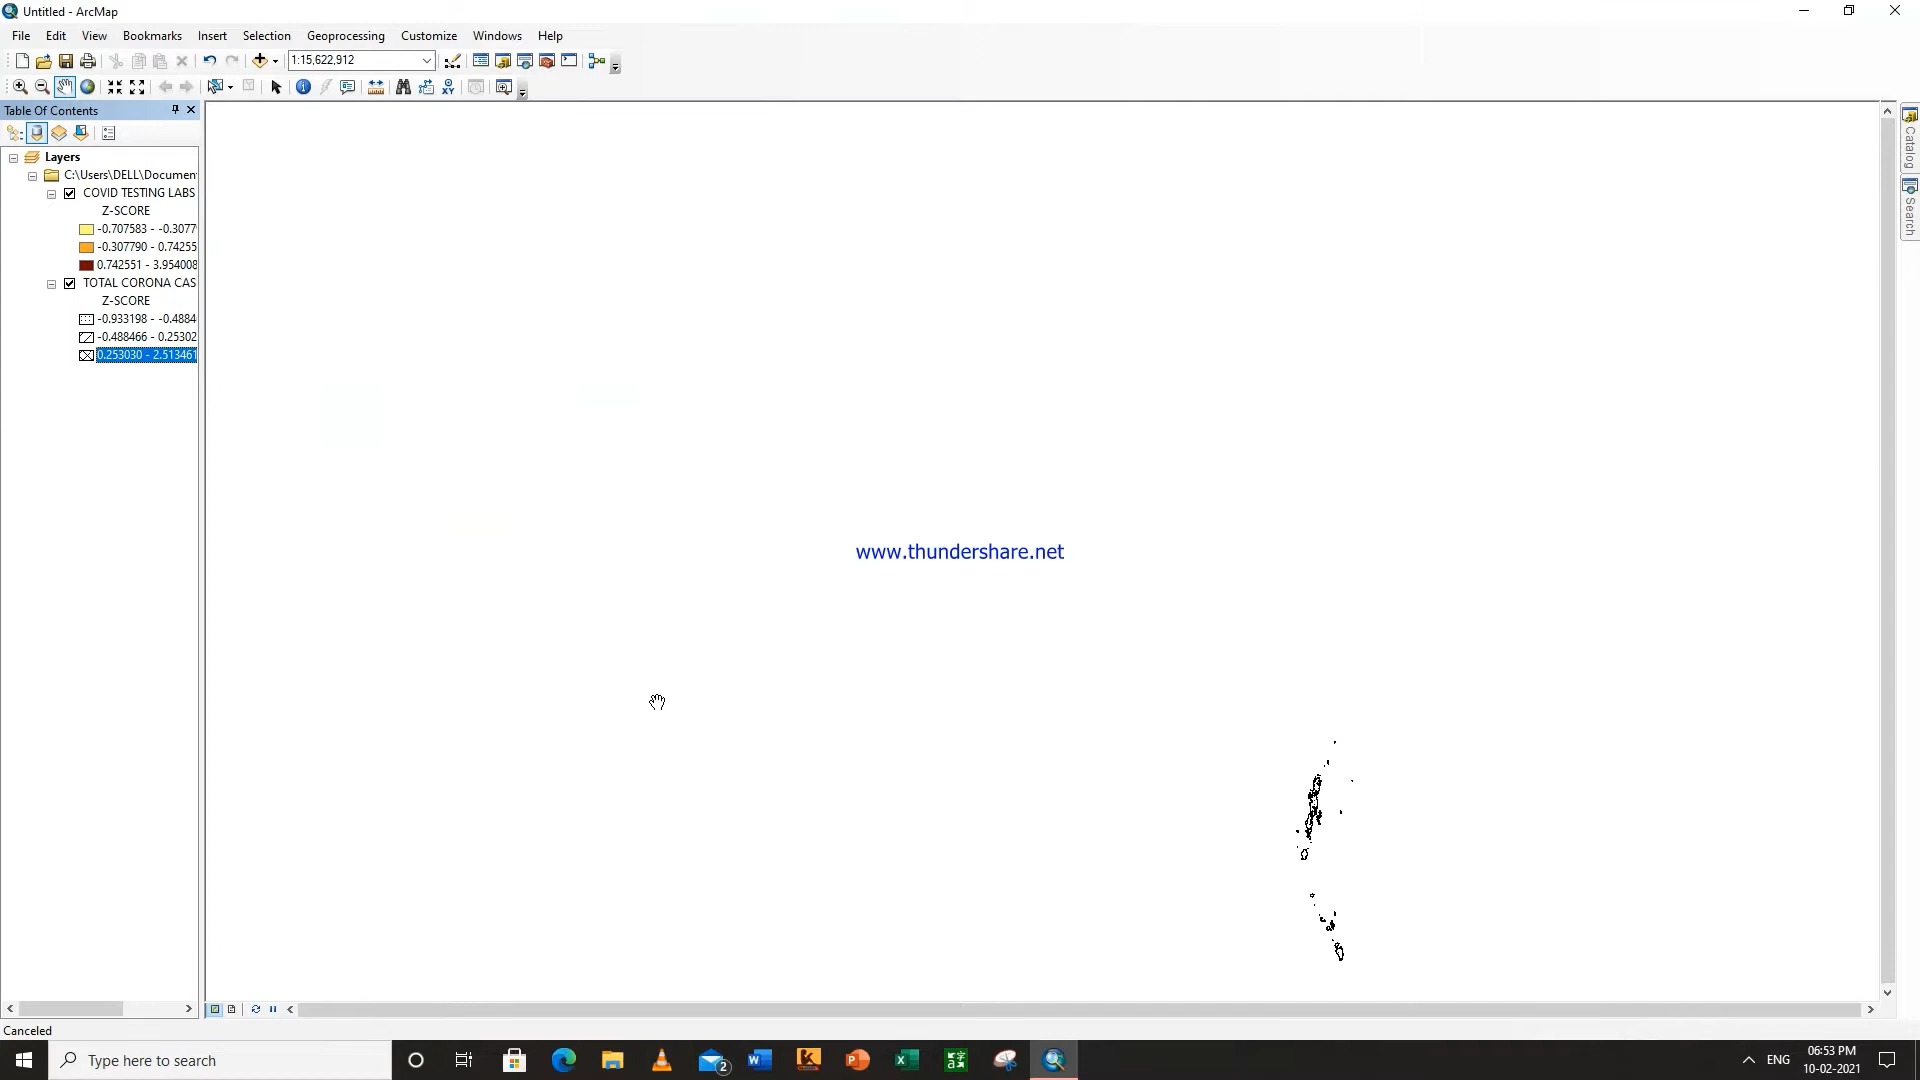 Untitled - ArcMap
File Edit View Bookmarks Insert Selection Geoprocessing Customize Windows Help
1:15,622,912
Table Of Contents
Layers
C:\Users\DELL\Documen
COVID TESTING LABS
Z-SCORE
-0.707583 - -0.3077
-0.307790 - 0.74255
0.742551 - 3.954008
TOTAL CORONA CAS
Z-SCORE
-0.933198 - -0.4884
-0.488466 - 0.25302
0.253030 - 2.513461
Catalog
Search
www.thundershare.net
Canceled
Type here to search
2
ENG
06:53 PM
10-02-2021